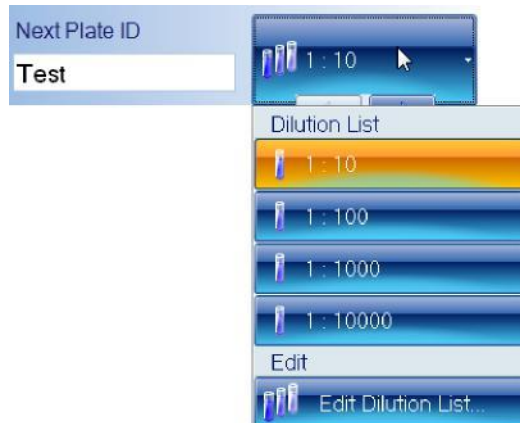 Next Plate ID
Test
1 : 10
Dilution List
1 : 10
1 : 100
1 : 1000
1 : 10000
Edit
Edit Dilution List...